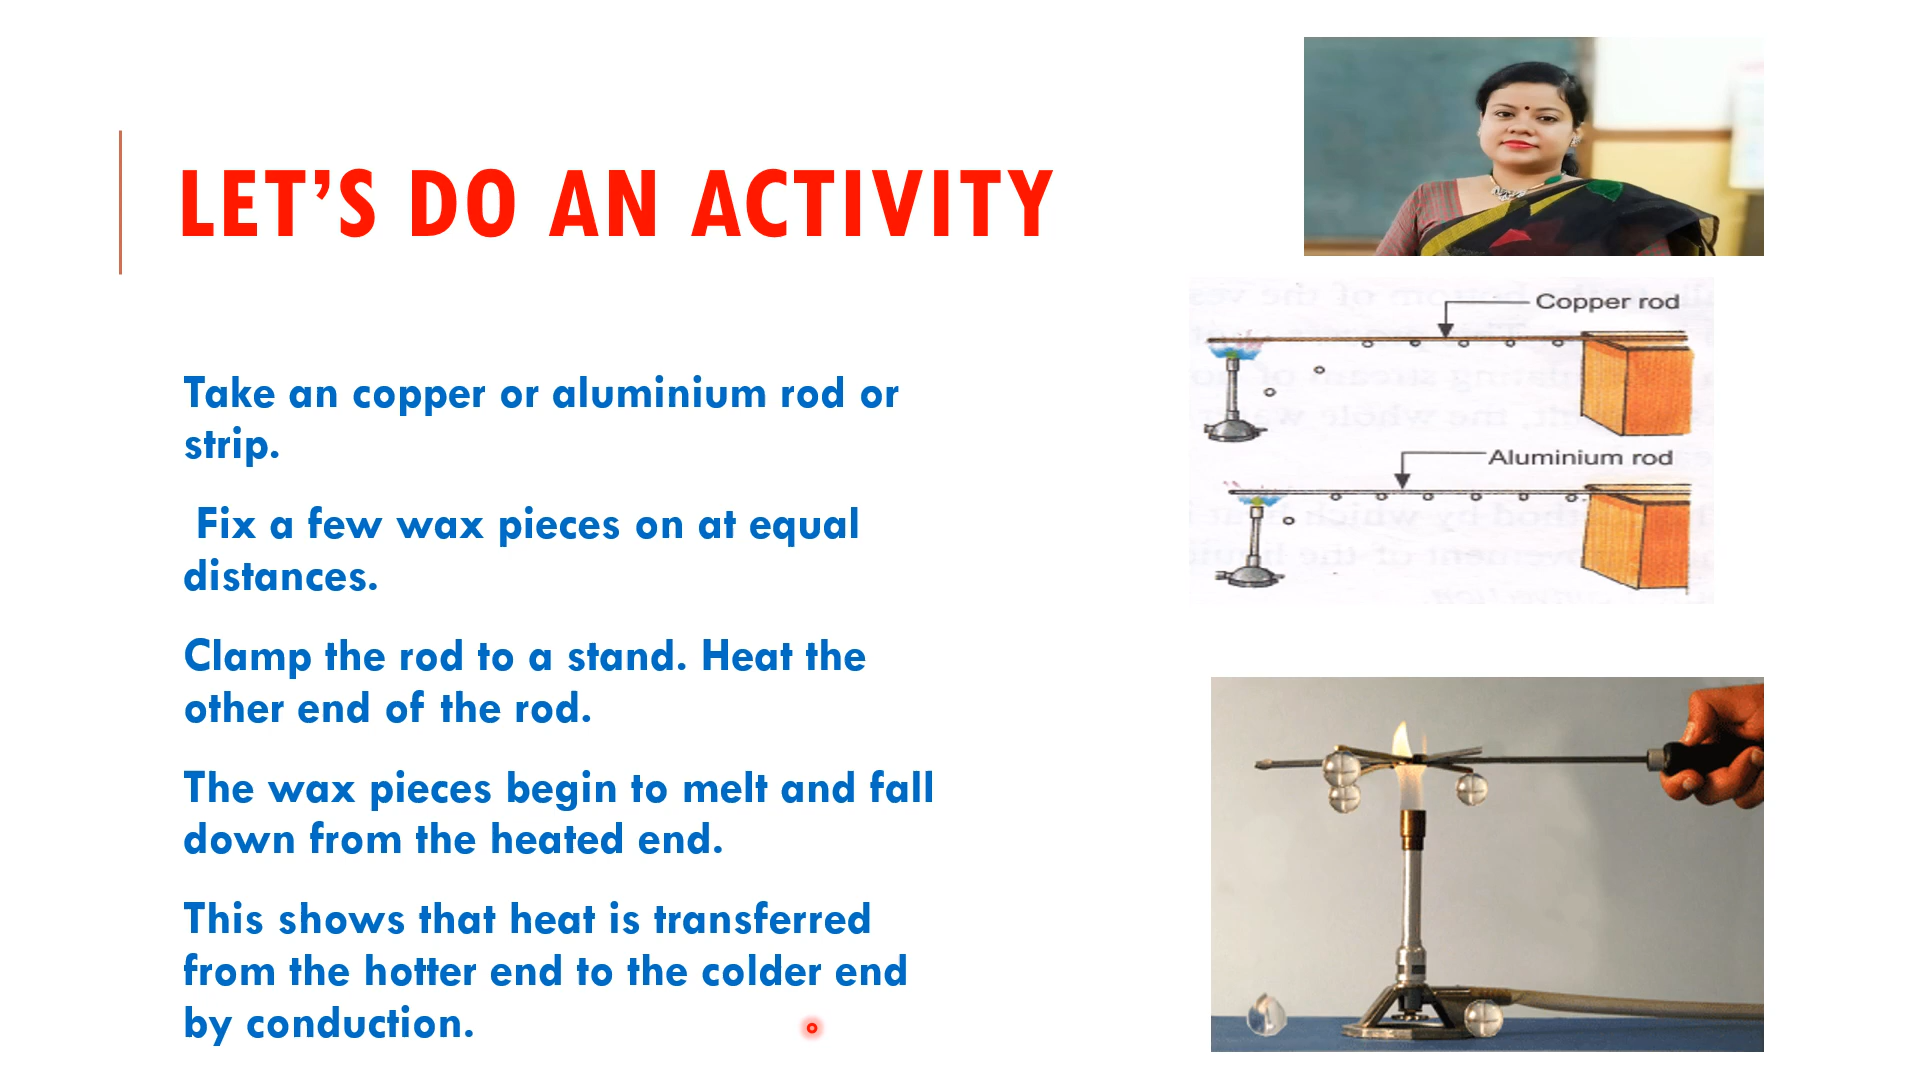 LET'S DO AN ACTIVITY
Take an copper or aluminium rod or
strip.
Fix a few wax pieces on at equal
distances.
Clamp the rod to a stand. Heat the
other end of the rod.
The wax pieces begin to melt and fall
down from the heated end.
This shows that heat is transferred
from the hotter end to the colder end
by conduction.
Copper rod
Aluminium rod